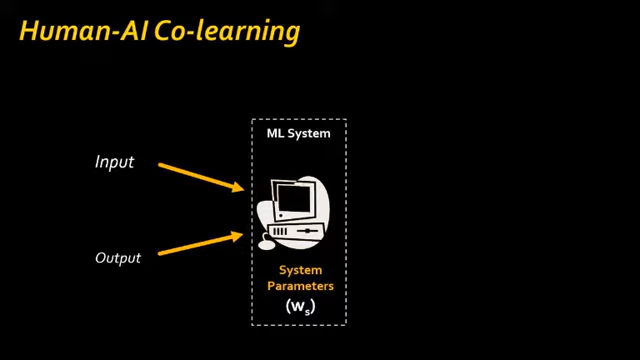 Human-AI Co-learning
ML System
Input
Output
System
Parameters
(wₛ)